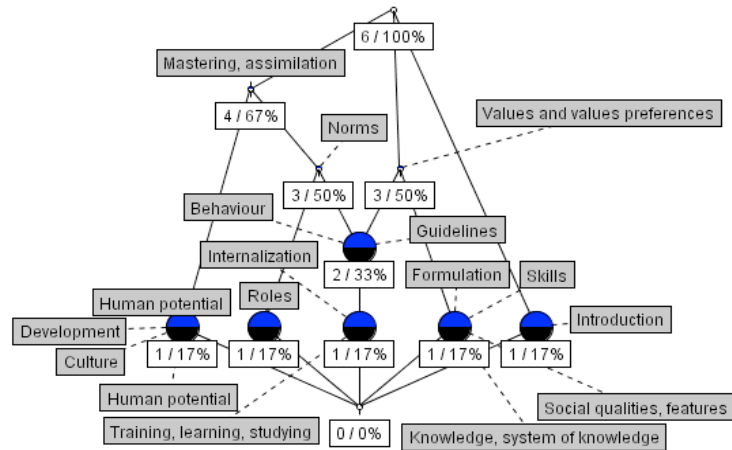 6 / 100%
Mastering, assimilation
4 / 67%
Norms
Values and values preferences
3 / 50%
3 / 50%
Behaviour
Guidelines
Internalization
2 / 33%
Formulation
Skills
Human potential
Roles
Development
Introduction
Culture
1 / 17%
1 / 17%
1 / 17%
1 / 17%
1 / 17%
Human potential
Social qualities, features
Training, learning, studying
0 / 0%
Knowledge, system of knowledge